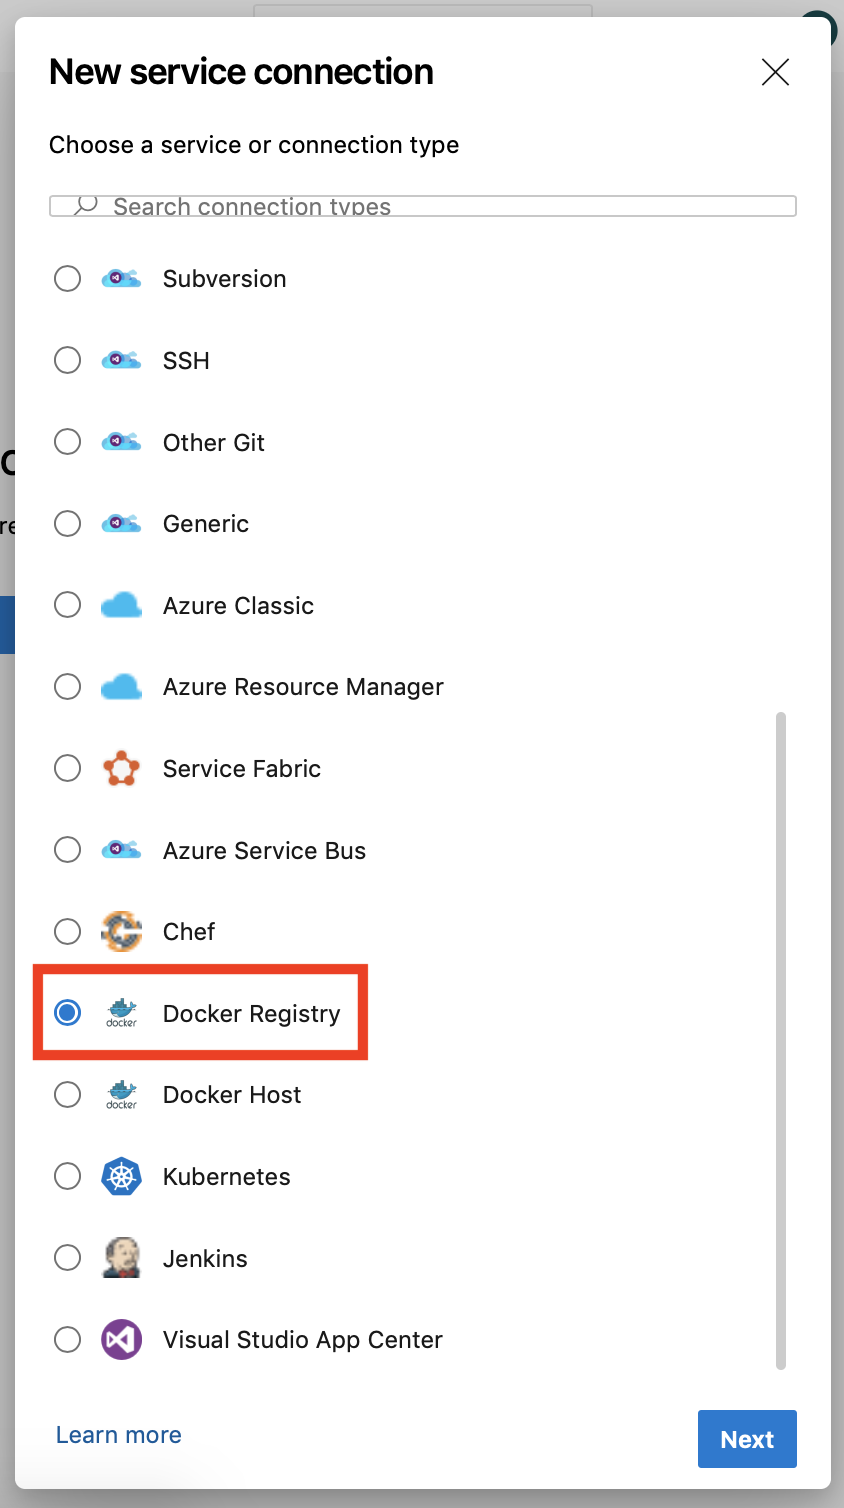 New service connection
Choose a service or connection type
Search connection types
Subversion
SSH
Other Git
Generic
Azure Classic
Azure Resource Manager
Service Fabric
Azure Service Bus
Chef
docker
Docker Registry
docker
Docker Host
Kubernetes
Jenkins
Visual Studio App Center
Learn more
Next